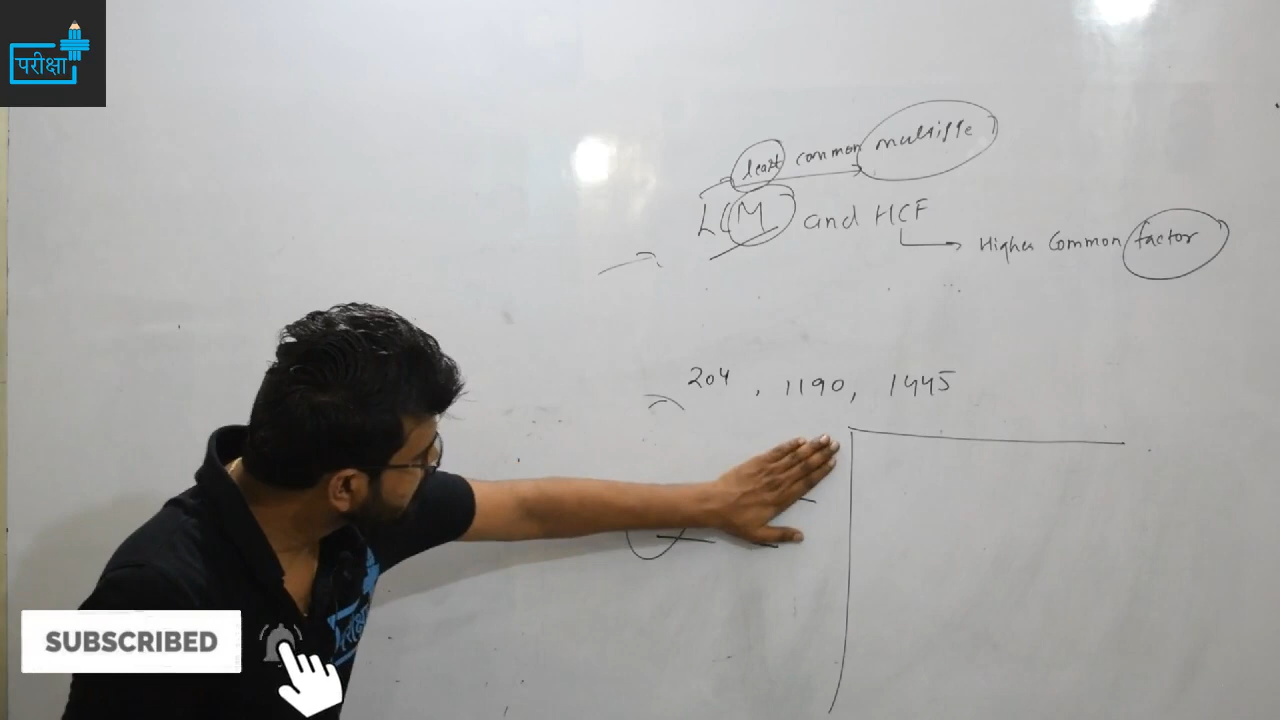 परीक्षा
least common multiple
LCM and HCF
Higher Common factor
204, 1190, 1445
SUBSCRIBED